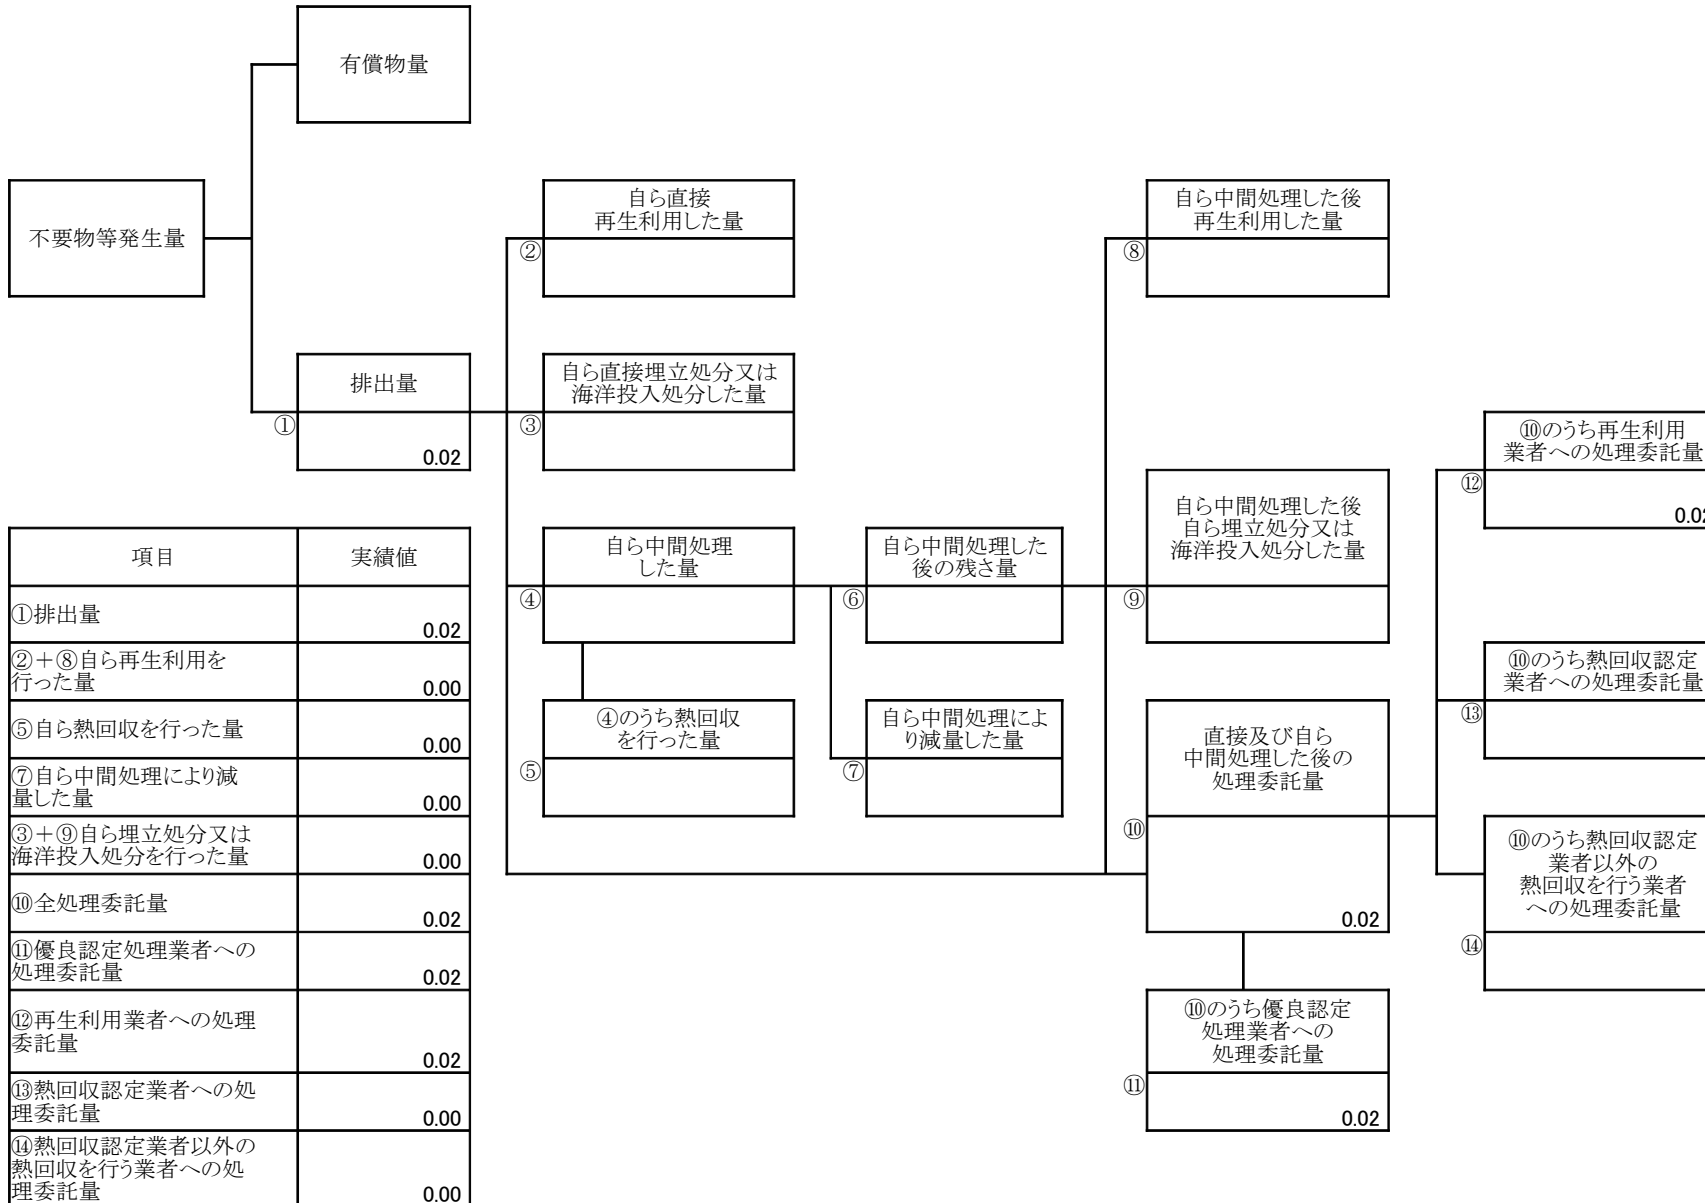 有償物量
不要物等発生量
自ら直接
再生利用した量
②
自ら中間処理した後
再生利用した量
⑧
排出量
①
0.02
自ら直接埋立処分又は
海洋投入処分した量
③
⑩のうち再生利用
業者への処理委託量
⑫
0.02
自ら中間処理した後
自ら埋立処分又は
海洋投入処分した量
⑨
自ら中間処理
した量
④
自ら中間処理した
後の残さ量
⑥
⑩のうち熱回収認定
業者への処理委託量
⑬
④のうち熱回収
を行った量
⑤
自ら中間処理によ
り減量した量
⑦
直接及び自ら
中間処理した後の
処理委託量
⑩
0.02
⑩のうち熱回収認定
業者以外の
熱回収を行う業者
への処理委託量
⑭
⑩のうち優良認定
処理業者への
処理委託量
⑪
0.02
項目 実績値
①排出量 0.02
②+⑧自ら再生利用を
行った量 0.00
⑤自ら熱回収を行った量 0.00
⑦自ら中間処理により減
量した量 0.00
③+⑨自ら埋立処分又は
海洋投入処分を行った量 0.00
⑩全処理委託量 0.02
⑪優良認定処理業者への
処理委託量 0.02
⑫再生利用業者への処理
委託量 0.02
⑬熱回収認定業者への処
理委託量 0.00
⑭熱回収認定業者以外の
熱回収を行う業者への処
理委託量 0.00